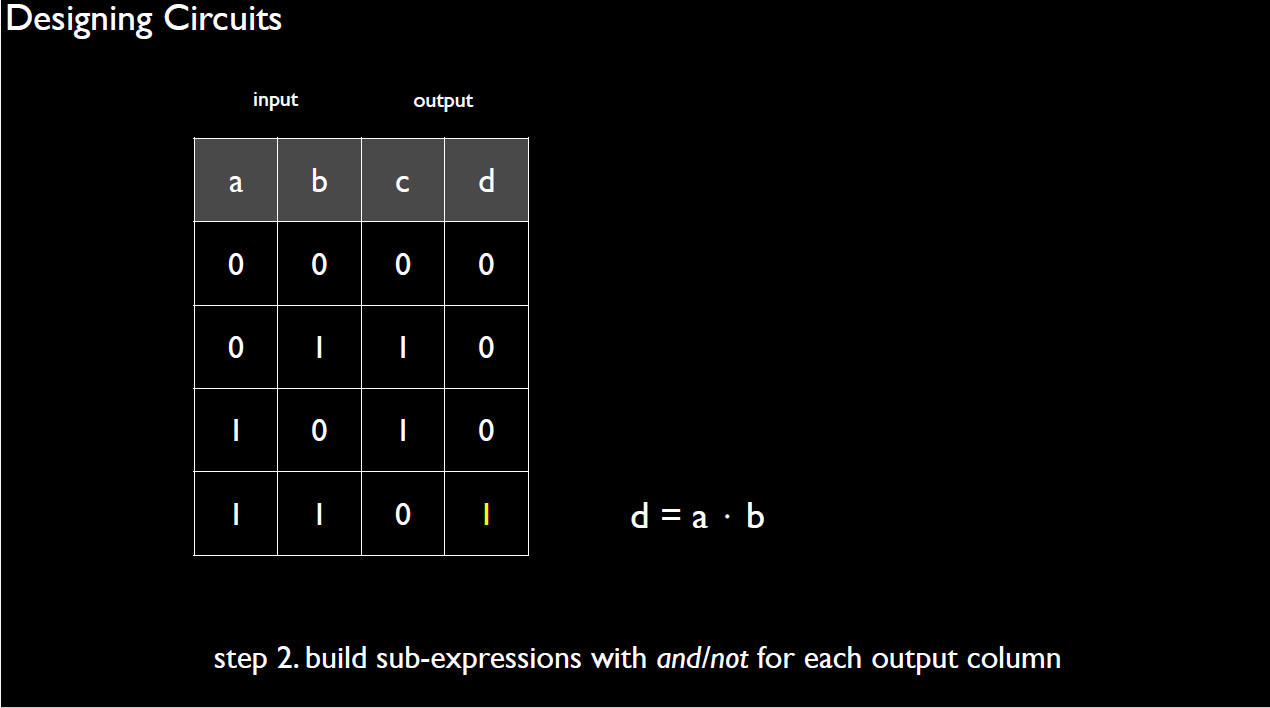 Designing Circuits
input output
a b c d
0 0 0 0
0 1 1 0
1 0 1 0
1 1 0 1
d = a · b
step 2. build sub-expressions with and/not for each output column